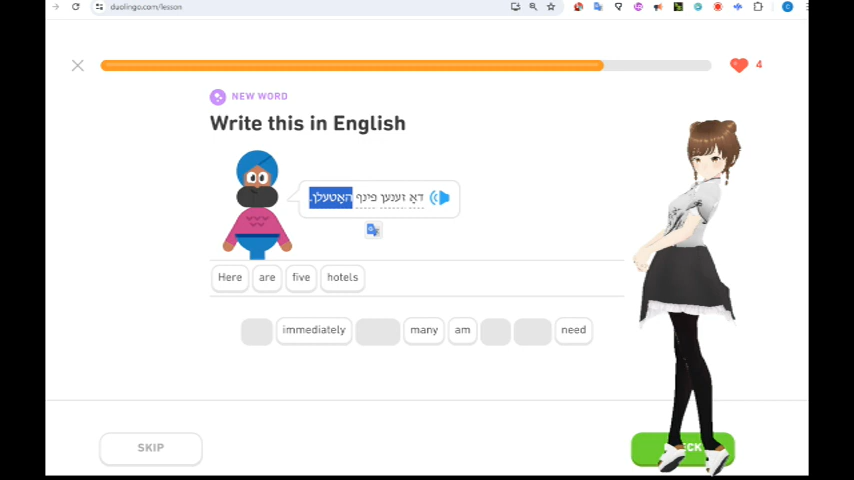 duolingo.com/lesson
4
NEW WORD
Write this in English
דאָ זענען פינף האָטעלן.
Here are five hotels
immediately many am need
SKIP